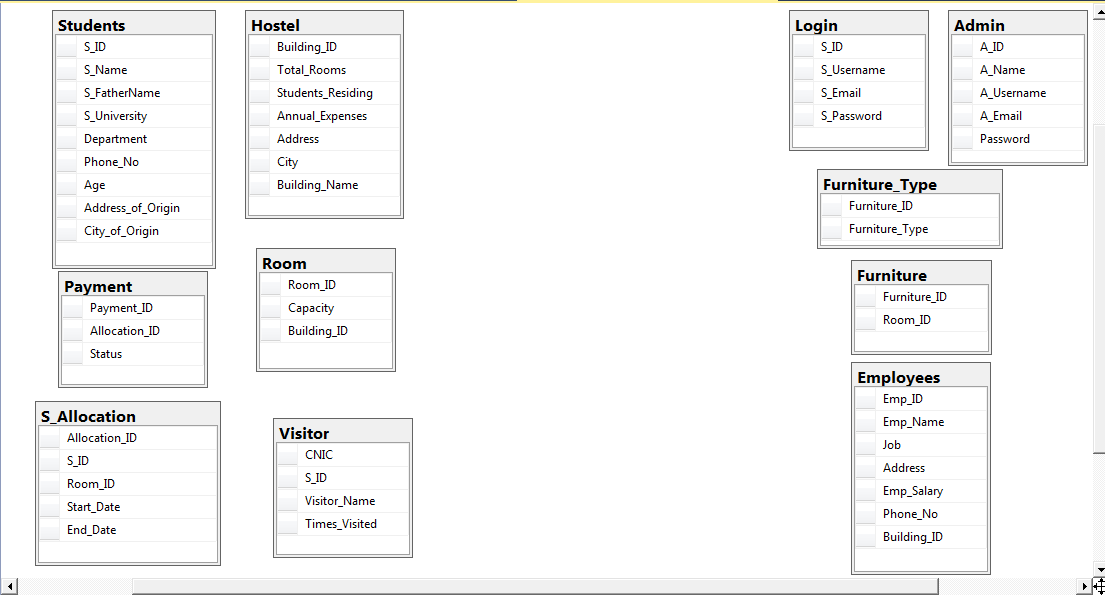 Students
S_ID
S_Name
S_FatherName
S_University
Department
Phone_No
Age
Address_of_Origin
City_of_Origin
Hostel
Building_ID
Total_Rooms
Students_Residing
Annual_Expenses
Address
City
Building_Name
Login
S_ID
S_Username
S_Email
S_Password
Admin
A_ID
A_Name
A_Username
A_Email
Password
Furniture_Type
Furniture_ID
Furniture_Type
Payment
Payment_ID
Allocation_ID
Status
Room
Room_ID
Capacity
Building_ID
Furniture
Furniture_ID
Room_ID
S_Allocation
Allocation_ID
S_ID
Room_ID
Start_Date
End_Date
Visitor
CNIC
S_ID
Visitor_Name
Times_Visited
Employees
Emp_ID
Emp_Name
Job
Address
Emp_Salary
Phone_No
Building_ID